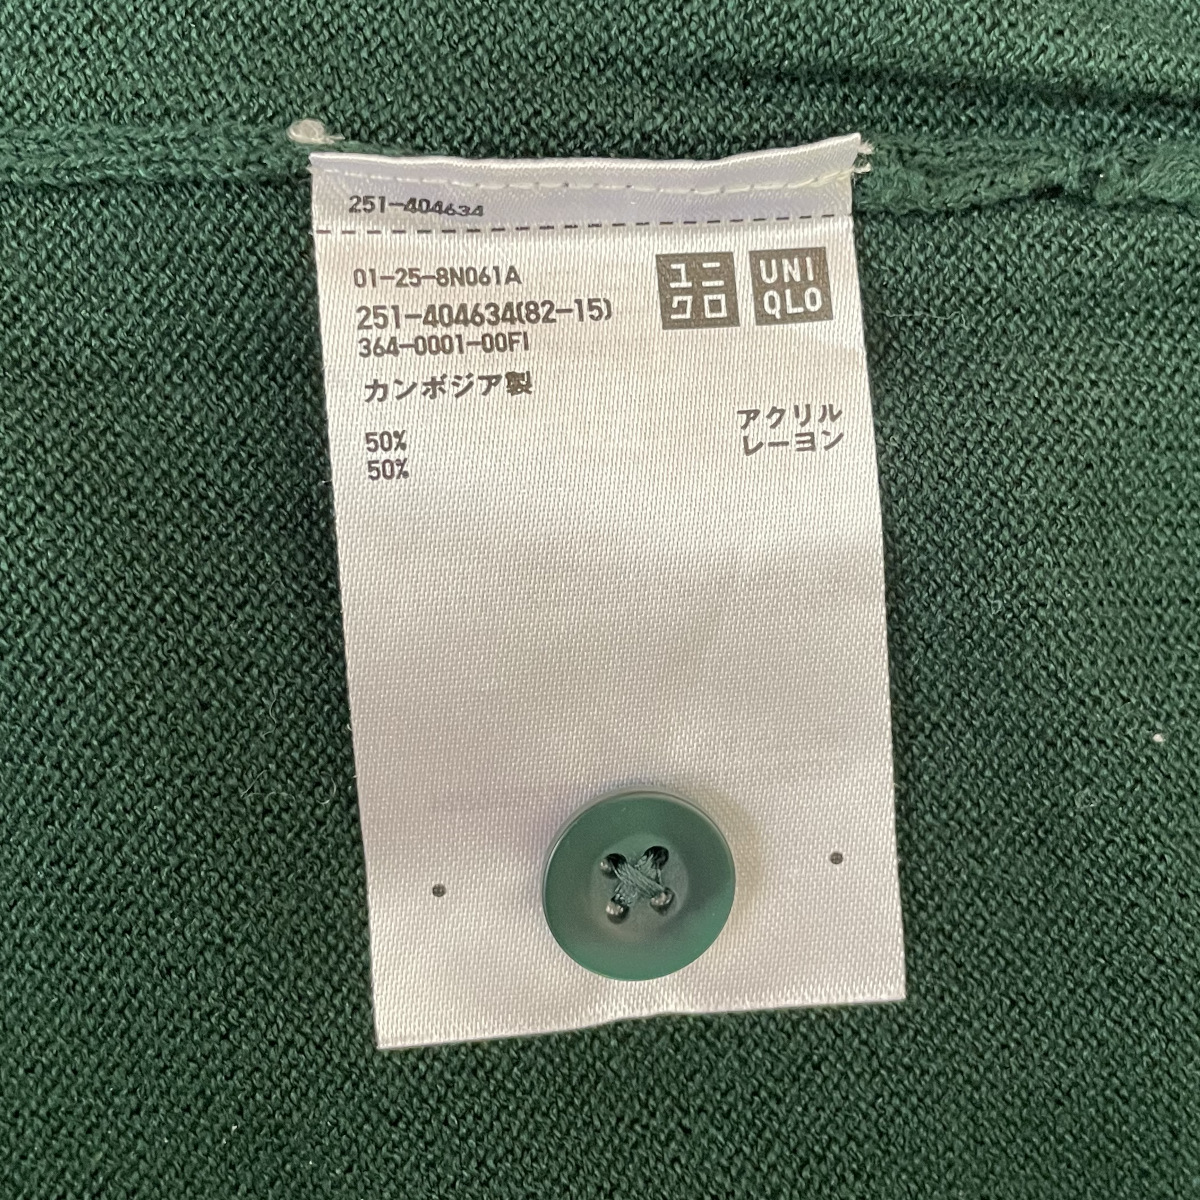 251-404634
01-25-8N061A
251-404634(82-15)
364-0001-00FI
ユニ
クロ
UNI
QLO
カンボジア製
アクリル
レーヨン
50%
50%